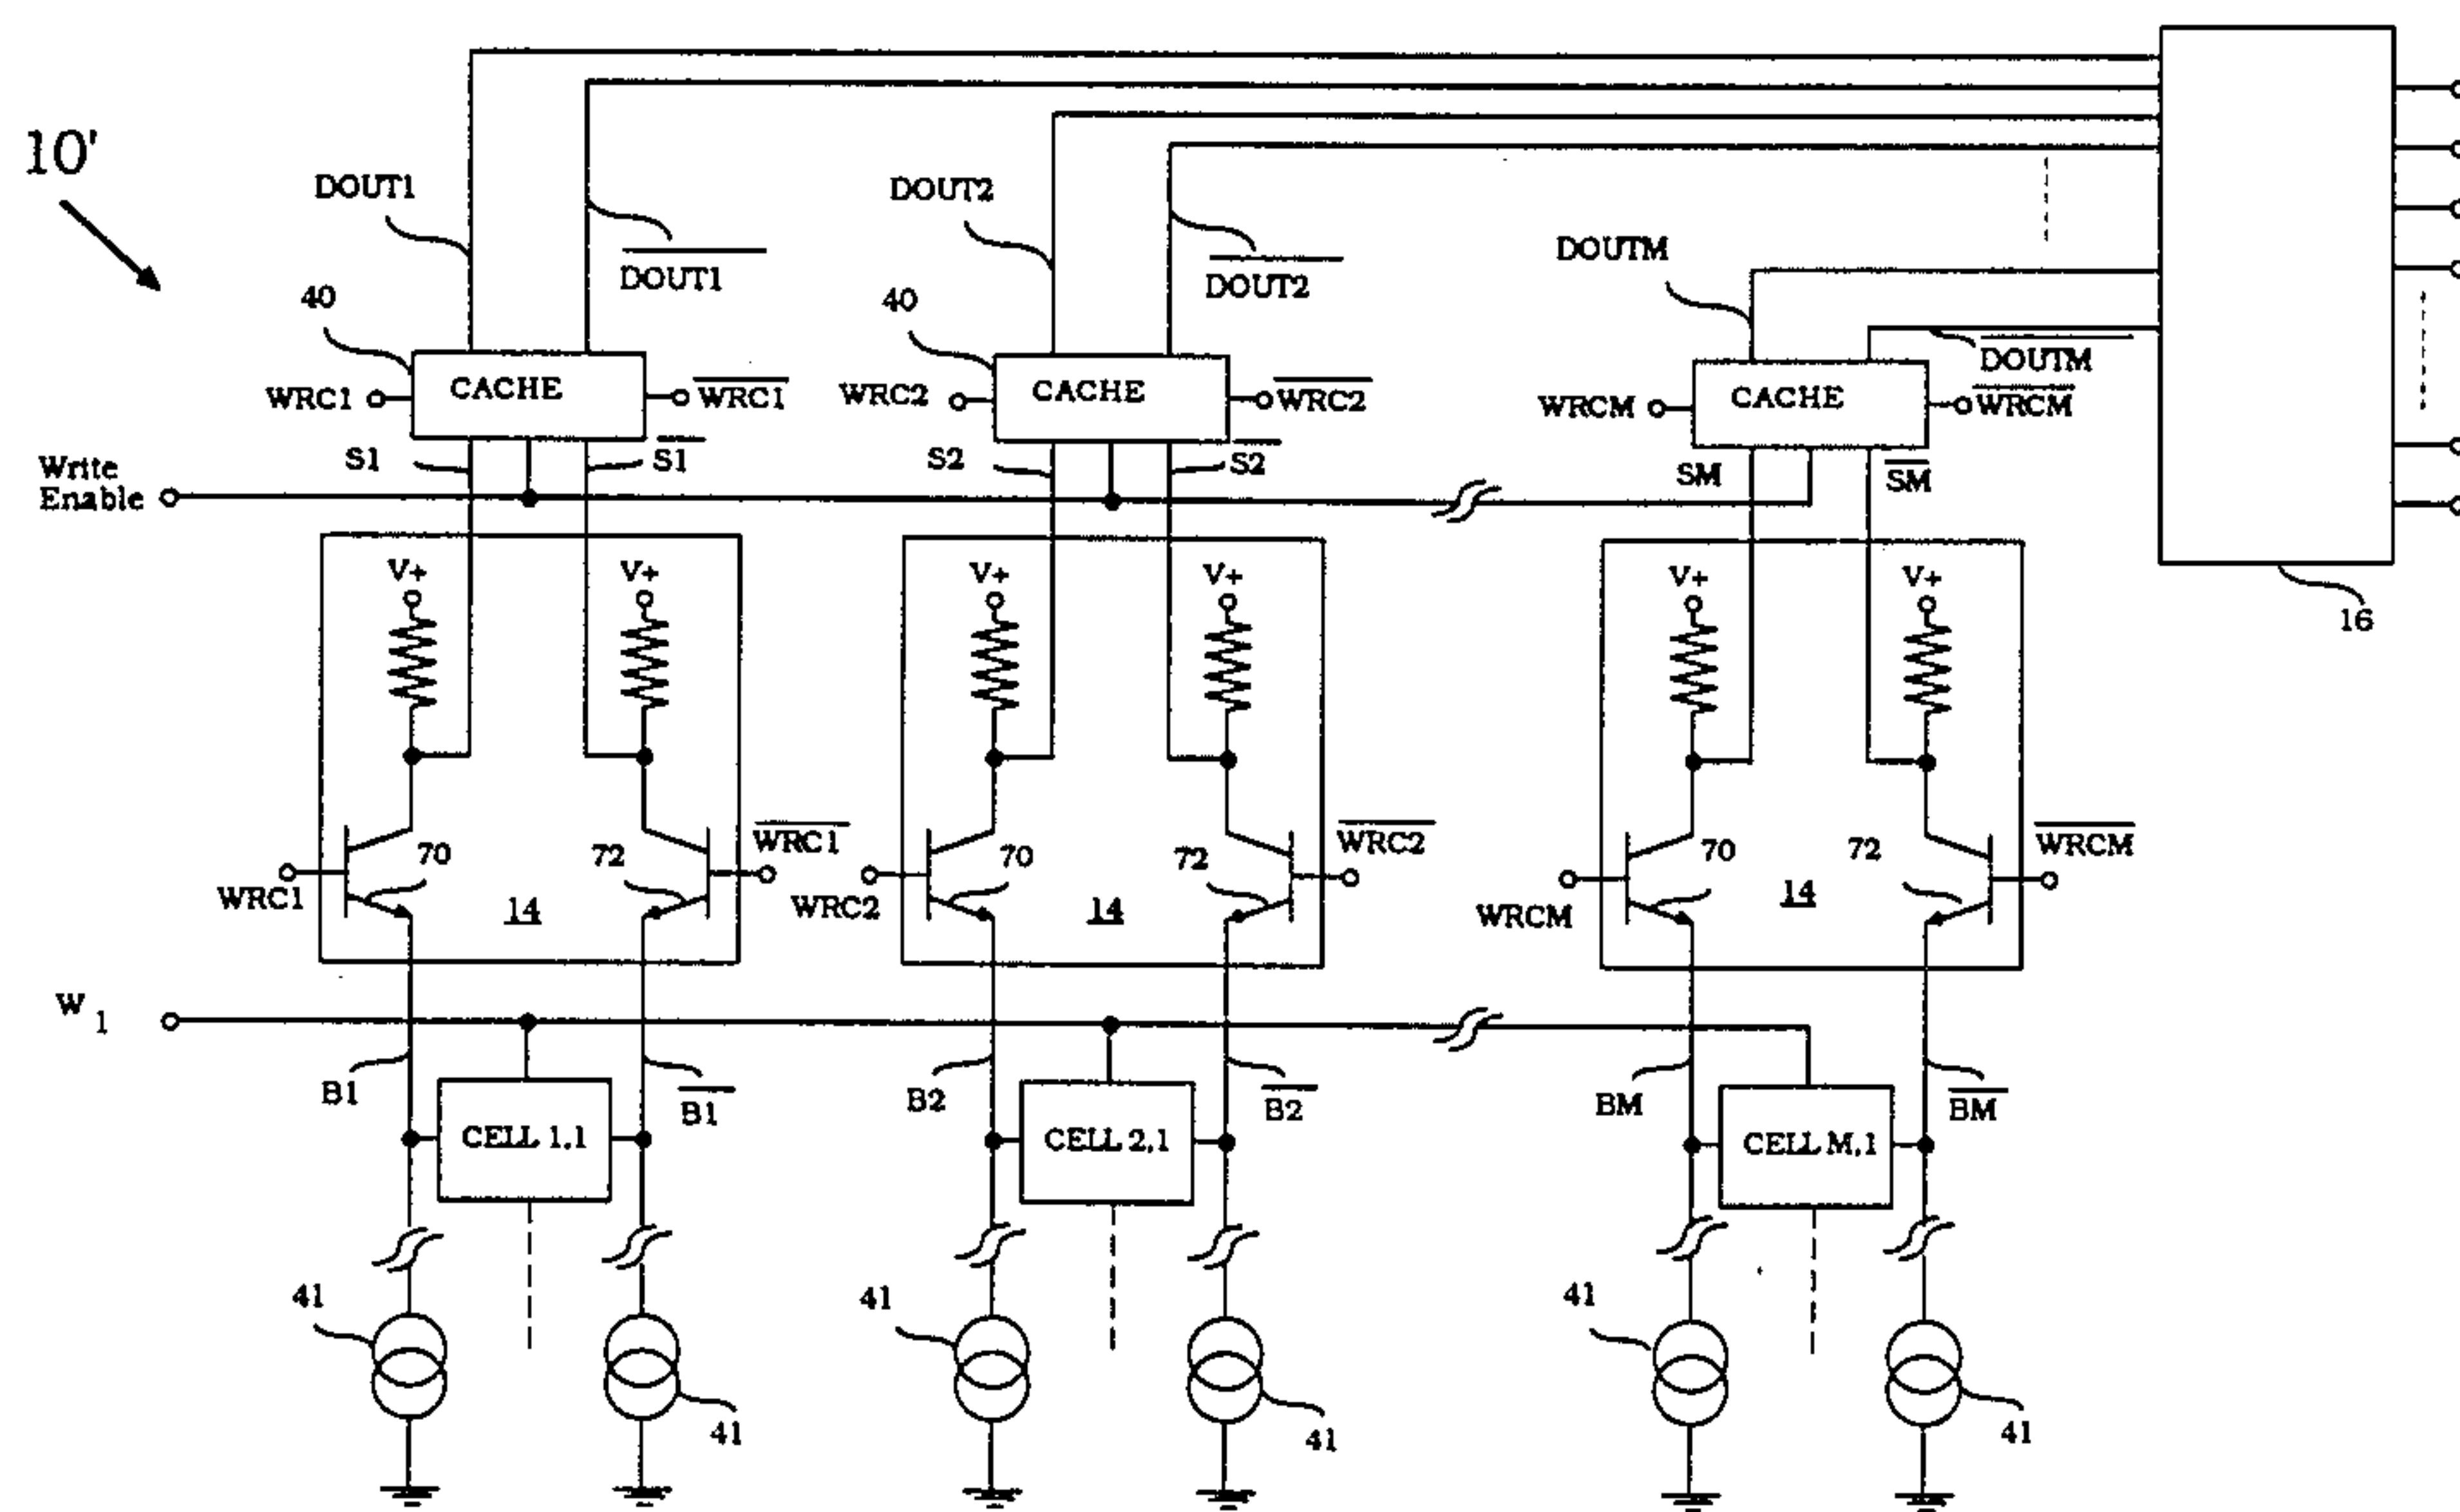 10'
DOUT1
DOUT1
DOUT2
DOUT2
DOUTM
DOUTM
40
40
WRC1
CACHE
WRC1
WRC2
CACHE
WRC2
WRCM
CACHE
WRCM
S1
S1
S2
S2
SM
SM
Write
Enable
16
V+
V+
V+
V+
V+
V+
WRC1
70
72
WRC1
14
WRC2
70
72
WRC2
14
WRCM
70
72
WRCM
14
W 1
B1
B1
B2
B2
BM
BM
CELL 1,1
CELL 2,1
CELL M,1
41
41
41
41
41
41